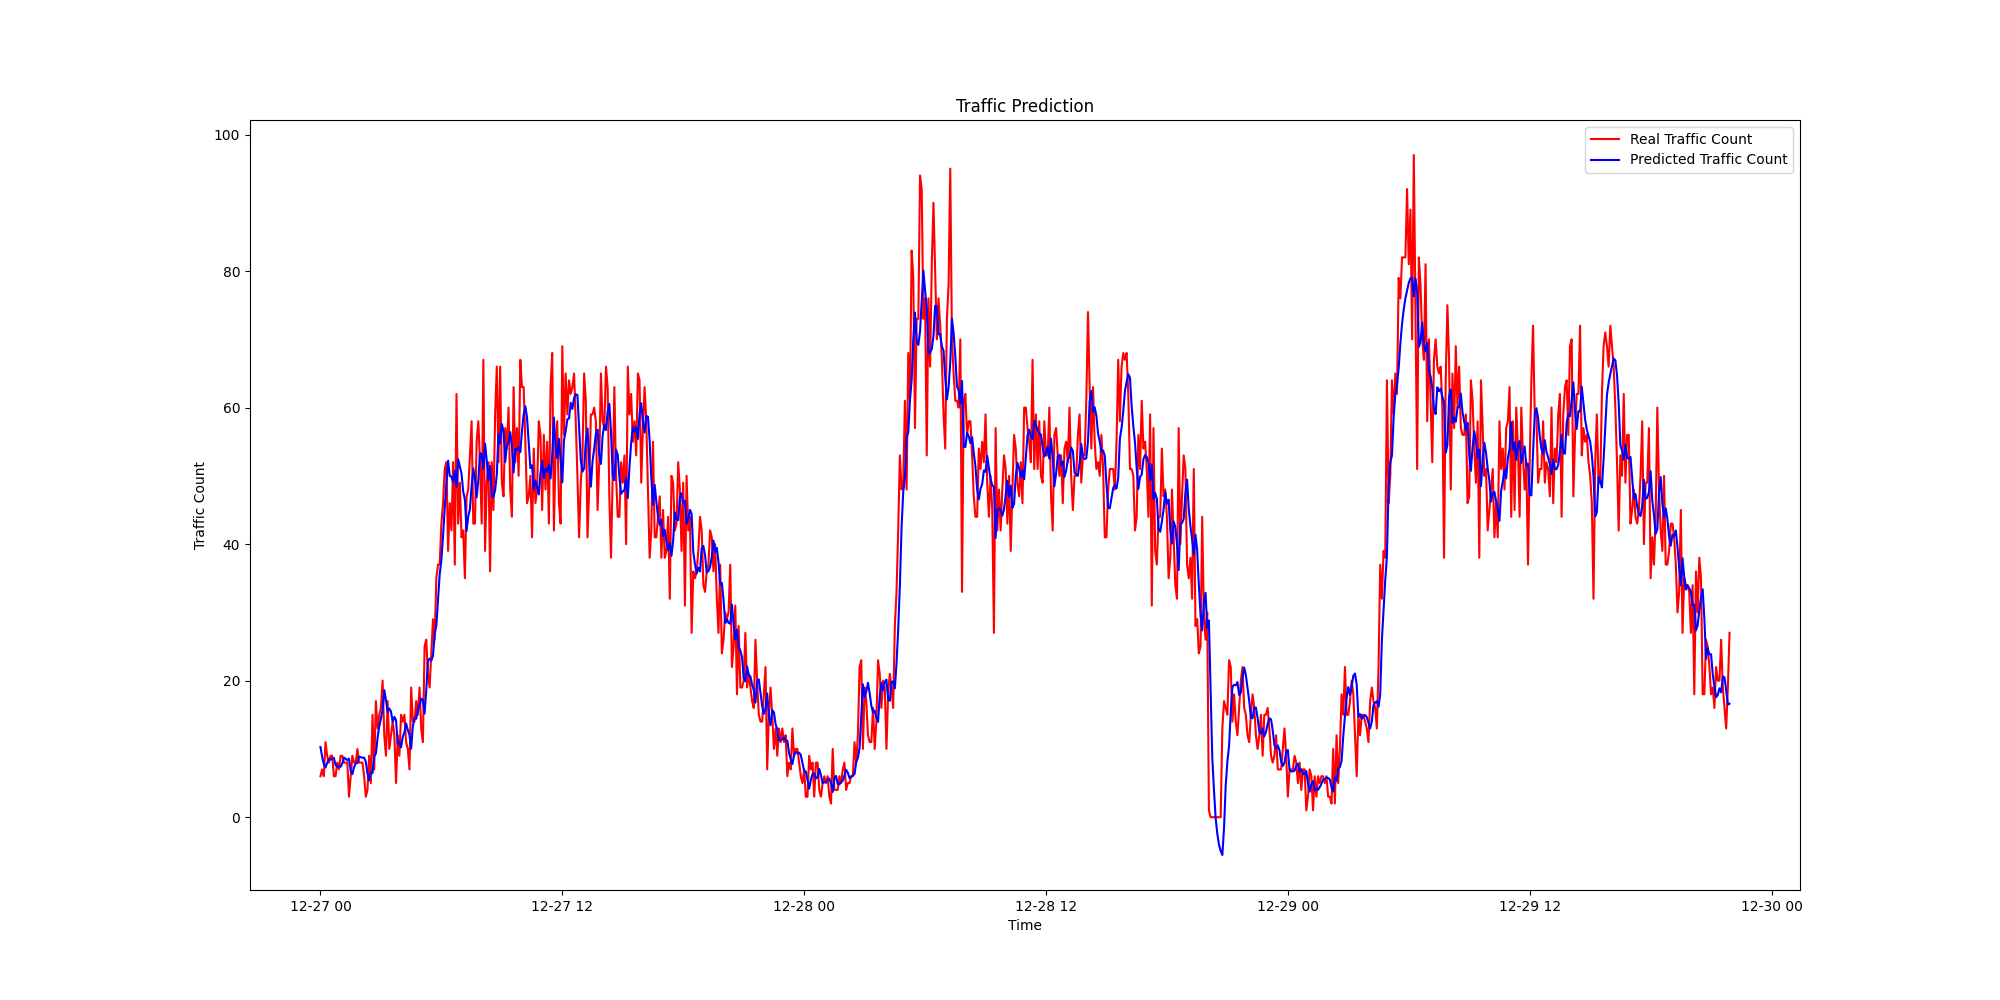 Traffic Prediction
Real Traffic Count
Predicted Traffic Count
Traffic Count
100
80
60
40
20
0
12-27 00
12-27 12
12-28 00
12-28 12
12-29 00
12-29 12
12-30 00
Time